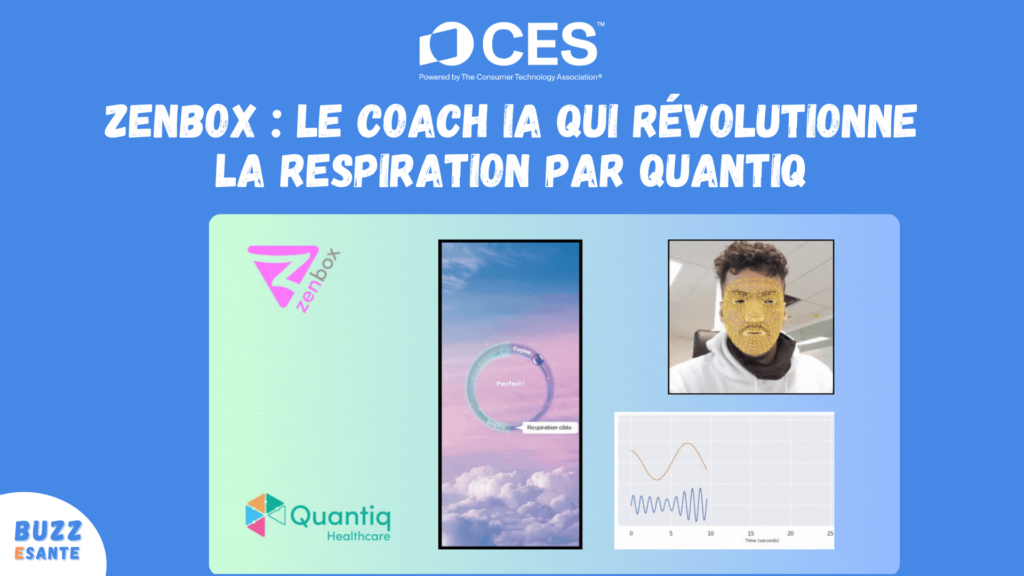 CES™
Powered by The Consumer Technology Association®
ZENBOX : LE COACH IA QUI RÉVOLUTIONNE
LA RESPIRATION PAR QUANTIQ
zenbox
Parfait!
Respiration cible
Quantiq
Healthcare
0 5 10 15 20 25
Time (seconds)
BUZZ
ESANTE